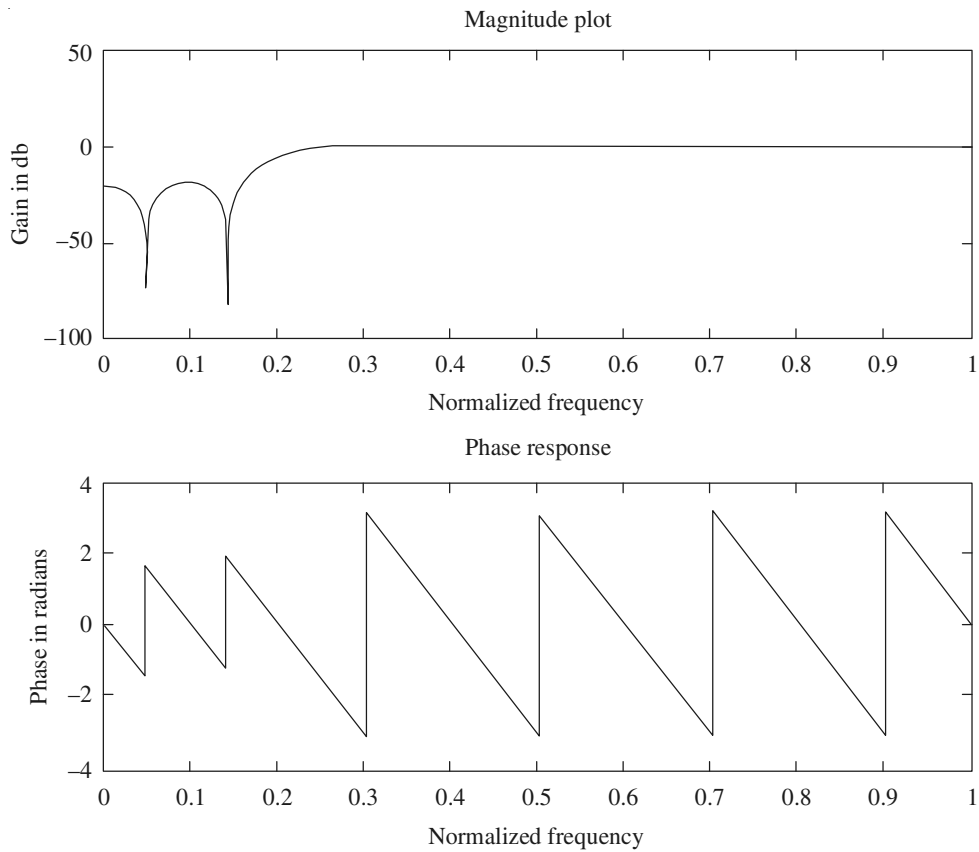 Magnitude plot
50
0
−50
−100
Gain in db
0 0.1 0.2 0.3 0.4 0.5 0.6 0.7 0.8 0.9 1
Normalized frequency
Phase response
4
2
0
−2
−4
Phase in radians
0 0.1 0.2 0.3 0.4 0.5 0.6 0.7 0.8 0.9 1
Normalized frequency